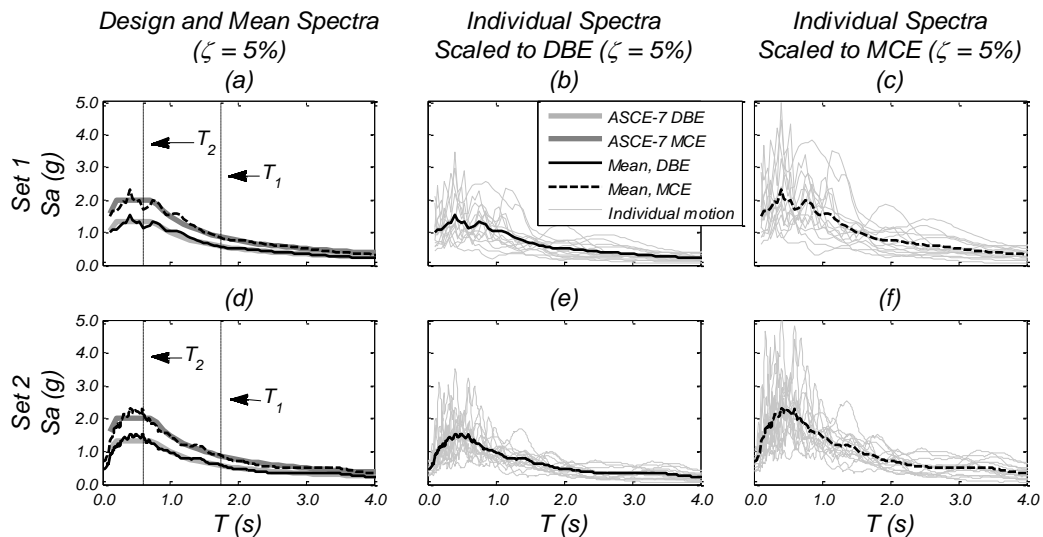 Design and Mean Spectra
(ζ = 5%)
(a)
Individual Spectra
Scaled to DBE (ζ = 5%)
(b)
Individual Spectra
Scaled to MCE (ζ = 5%)
(c)
Set 1
Sa (g)
5.0
4.0
3.0
2.0
1.0
0.0
T2
T1
ASCE-7 DBE
ASCE-7 MCE
Mean, DBE
Mean, MCE
Individual motion
(d)
(e)
(f)
Set 2
Sa (g)
5.0
4.0
3.0
2.0
1.0
0.0
T2
T1
0.0 1.0 2.0 3.0 4.0
0.0 1.0 2.0 3.0 4.0
0.0 1.0 2.0 3.0 4.0
T (s)
T (s)
T (s)